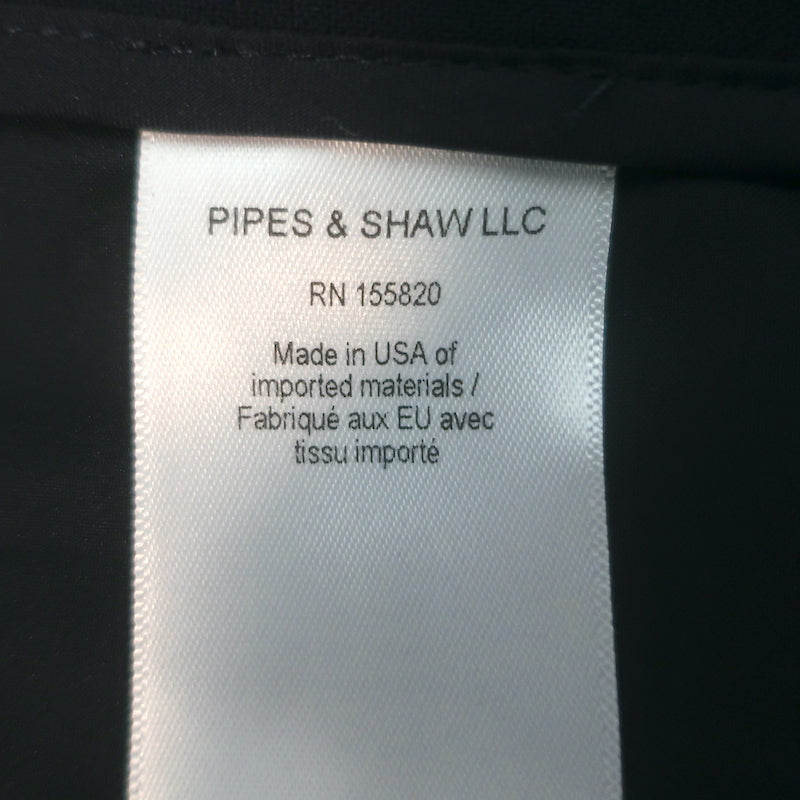 PIPES & SHAW LLC
RN 155820
Made in USA of
imported materials /
Fabriqué aux EU avec
tissu importé